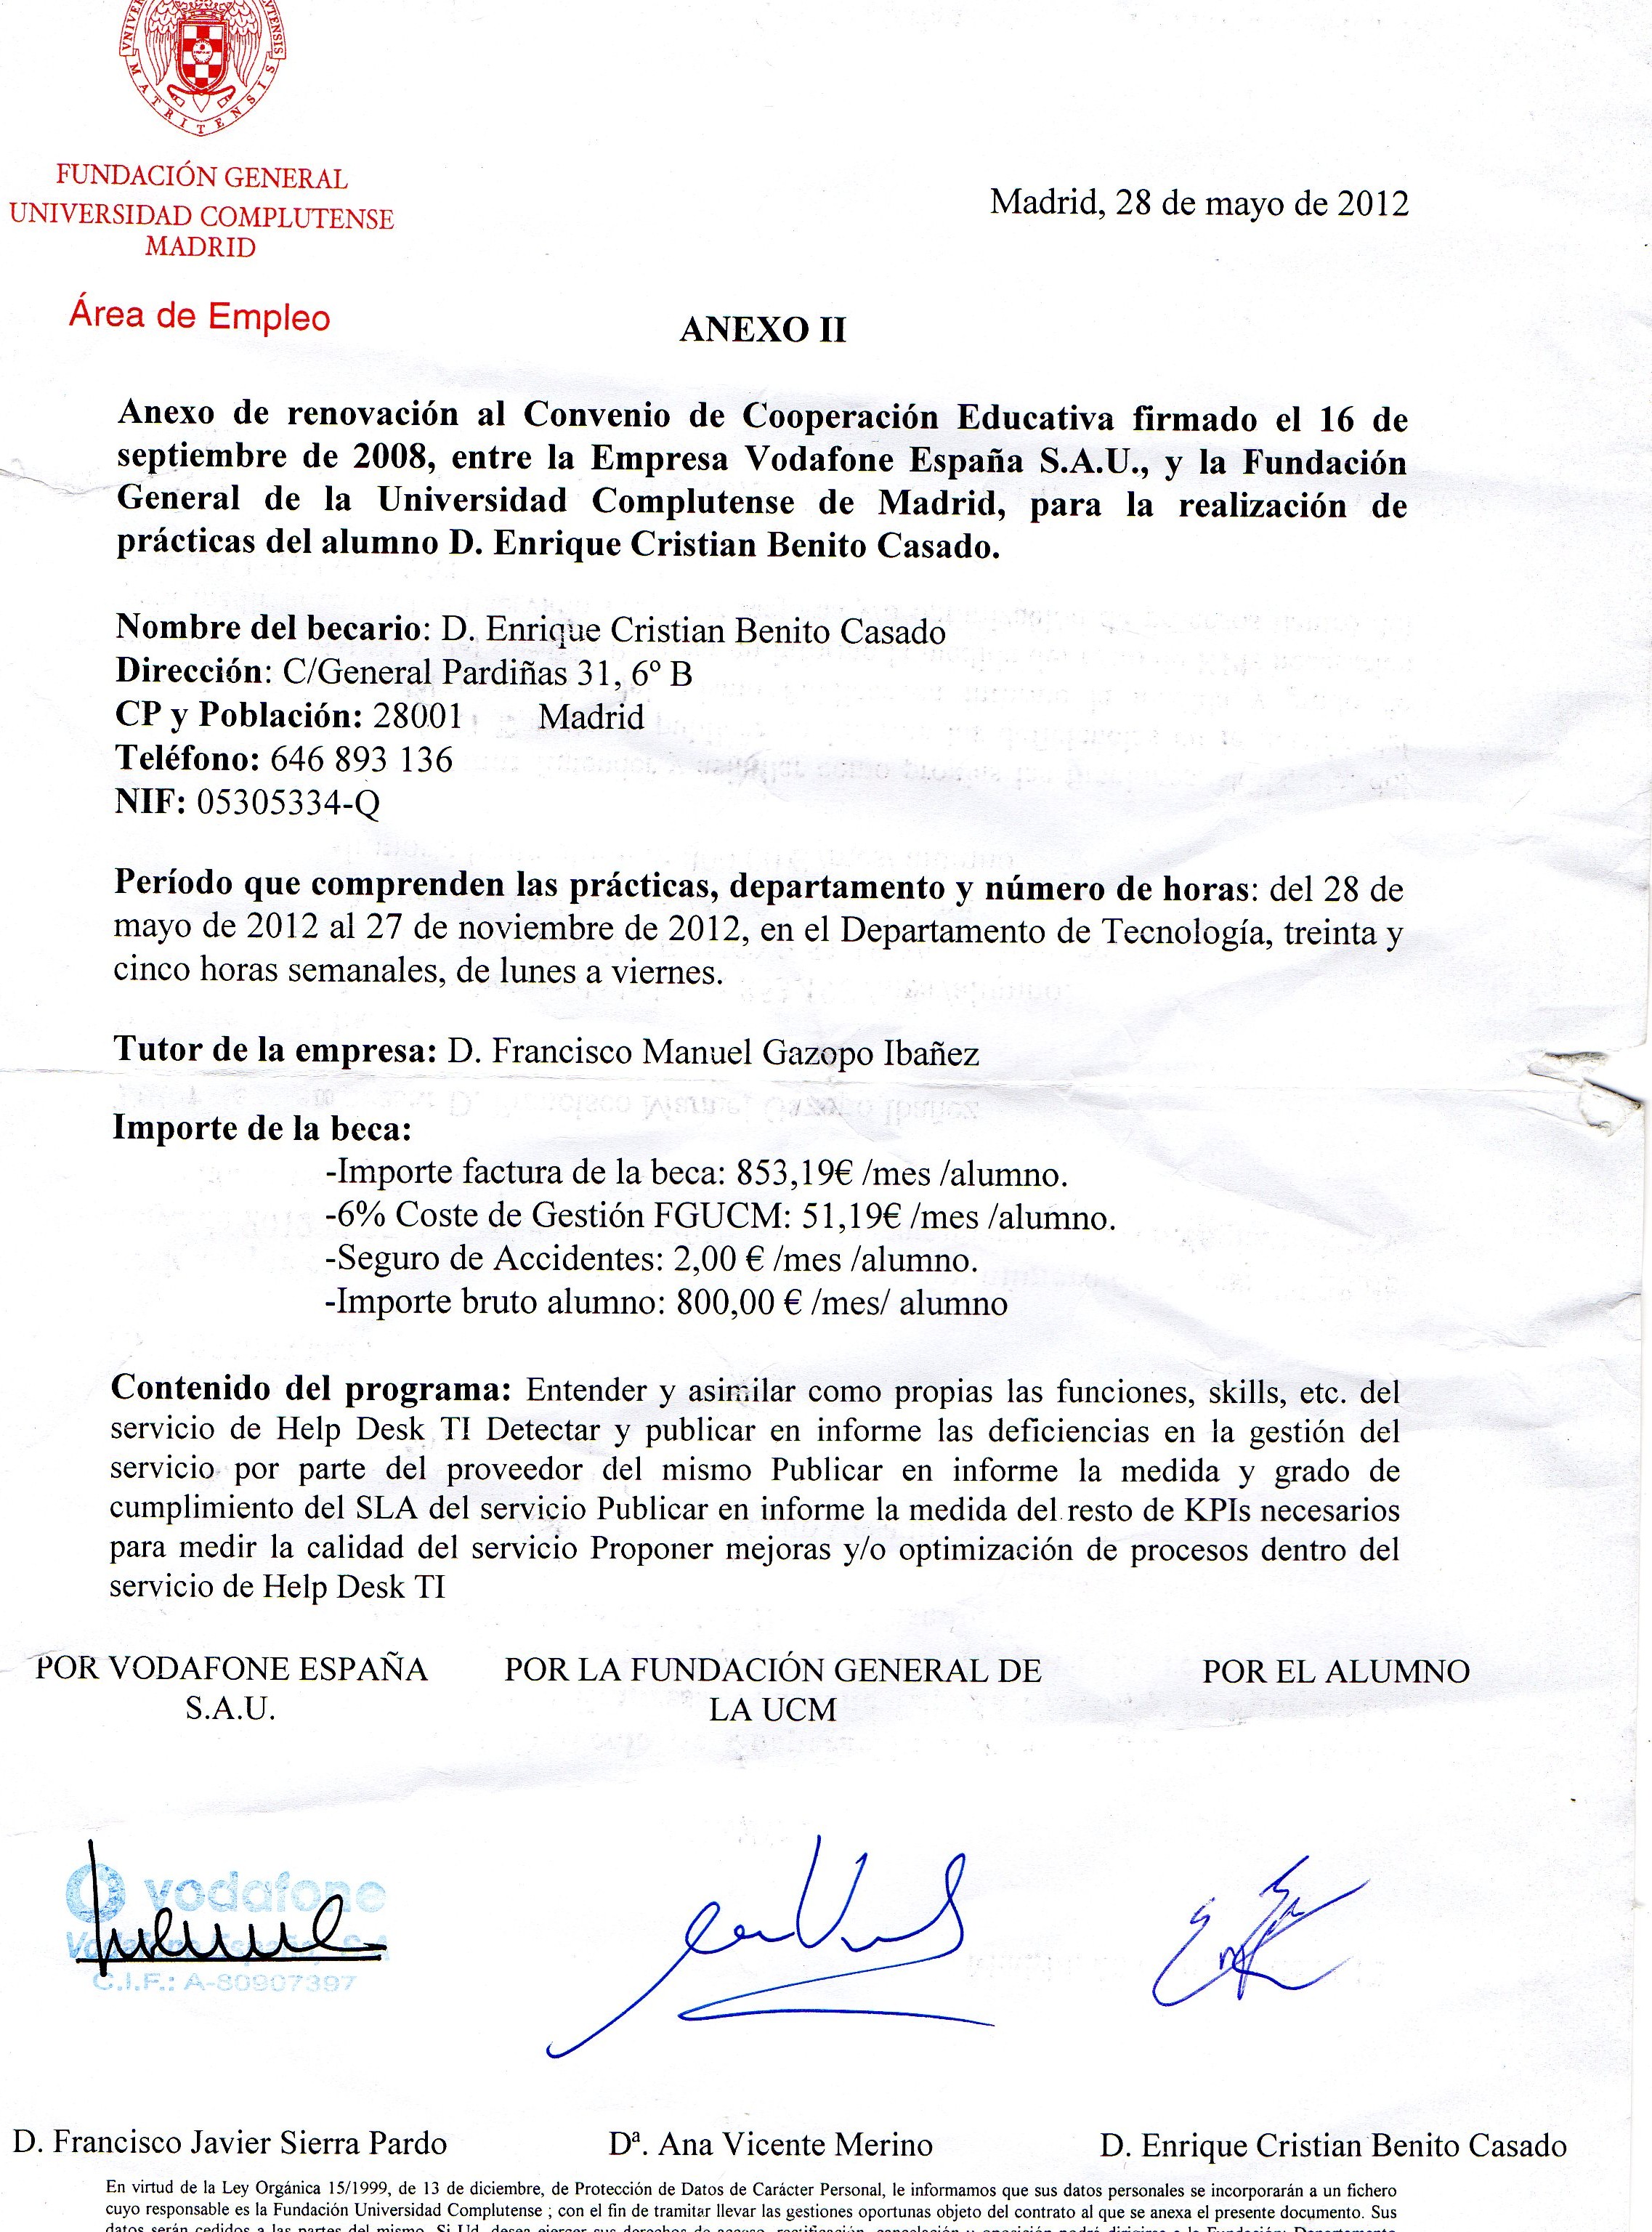 MATRITENSIS
FUNDACIÓN GENERAL
UNIVERSIDAD COMPLUTENSE
MADRID
Área de Empleo
Madrid, 28 de mayo de 2012
ANEXO II
Anexo de renovación al Convenio de Cooperación Educativa firmado el 16 de
septiembre de 2008, entre la Empresa Vodafone España S.A.U., y la Fundación
General de la Universidad Complutense de Madrid, para la realización de
prácticas del alumno D. Enrique Cristian Benito Casado.
Nombre del becario: D. Enrique Cristian Benito Casado
Dirección: C/General Pardiñas 31, 6º B
CP y Población: 28001 Madrid
Teléfono: 646 893 136
NIF: 05305334-Q
Período que comprenden las prácticas, departamento y número de horas: del 28 de
mayo de 2012 al 27 de noviembre de 2012, en el Departamento de Tecnología, treinta y
cinco horas semanales, de lunes a viernes.
Tutor de la empresa: D. Francisco Manuel Gazopo Ibañez
Importe de la beca:
-Importe factura de la beca: 853,19€ /mes /alumno.
-6% Coste de Gestión FGUCM: 51,19€ /mes /alumno.
-Seguro de Accidentes: 2,00 € /mes /alumno.
-Importe bruto alumno: 800,00 € /mes/ alumno
Contenido del programa: Entender y asimilar como propias las funciones, skills, etc. del
servicio de Help Desk TI Detectar y publicar en informe las deficiencias en la gestión del
servicio por parte del proveedor del mismo Publicar en informe la medida y grado de
cumplimiento del SLA del servicio Publicar en informe la medida del resto de KPIs necesarios
para medir la calidad del servicio Proponer mejoras y/o optimización de procesos dentro del
servicio de Help Desk TI
POR VODAFONE ESPAÑA
S.A.U.
POR LA FUNDACIÓN GENERAL DE
LA UCM
POR EL ALUMNO
vodafone
Vodafone España, S.A.
C.I.F.: A-80907397
D. Francisco Javier Sierra Pardo
Dª. Ana Vicente Merino
D. Enrique Cristian Benito Casado
En virtud de la Ley Orgánica 15/1999, de 13 de diciembre, de Protección de Datos de Carácter Personal, le informamos que sus datos personales se incorporarán a un fichero
cuyo responsable es la Fundación Universidad Complutense ; con el fin de tramitar llevar las gestiones oportunas objeto del contrato al que se anexa el presente documento. Sus
datos serán cedidos a las partes del mismo. Si Ud. desea ejercer sus derechos de acceso, rectificación, cancelación y oposición podrá dirigirse a la Fundación: Departamento